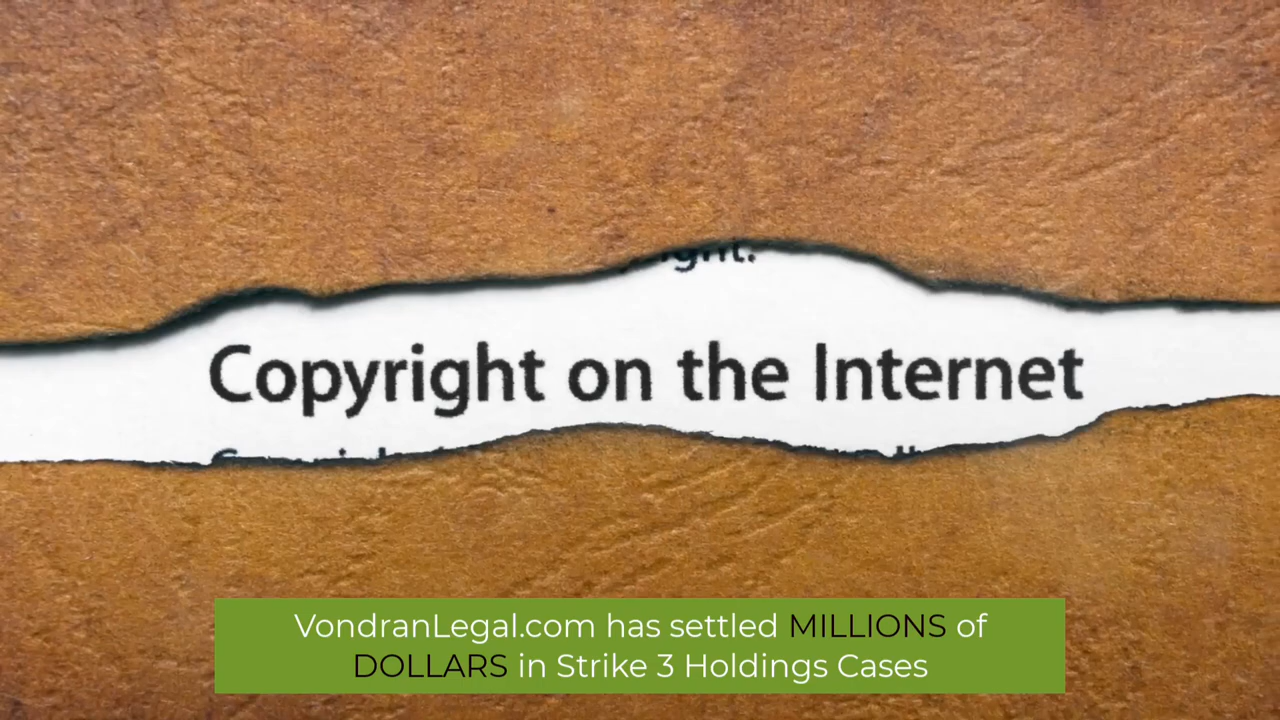 Copyright on the Internet
VondranLegal.com has settled MILLIONS of
DOLLARS in Strike 3 Holdings Cases